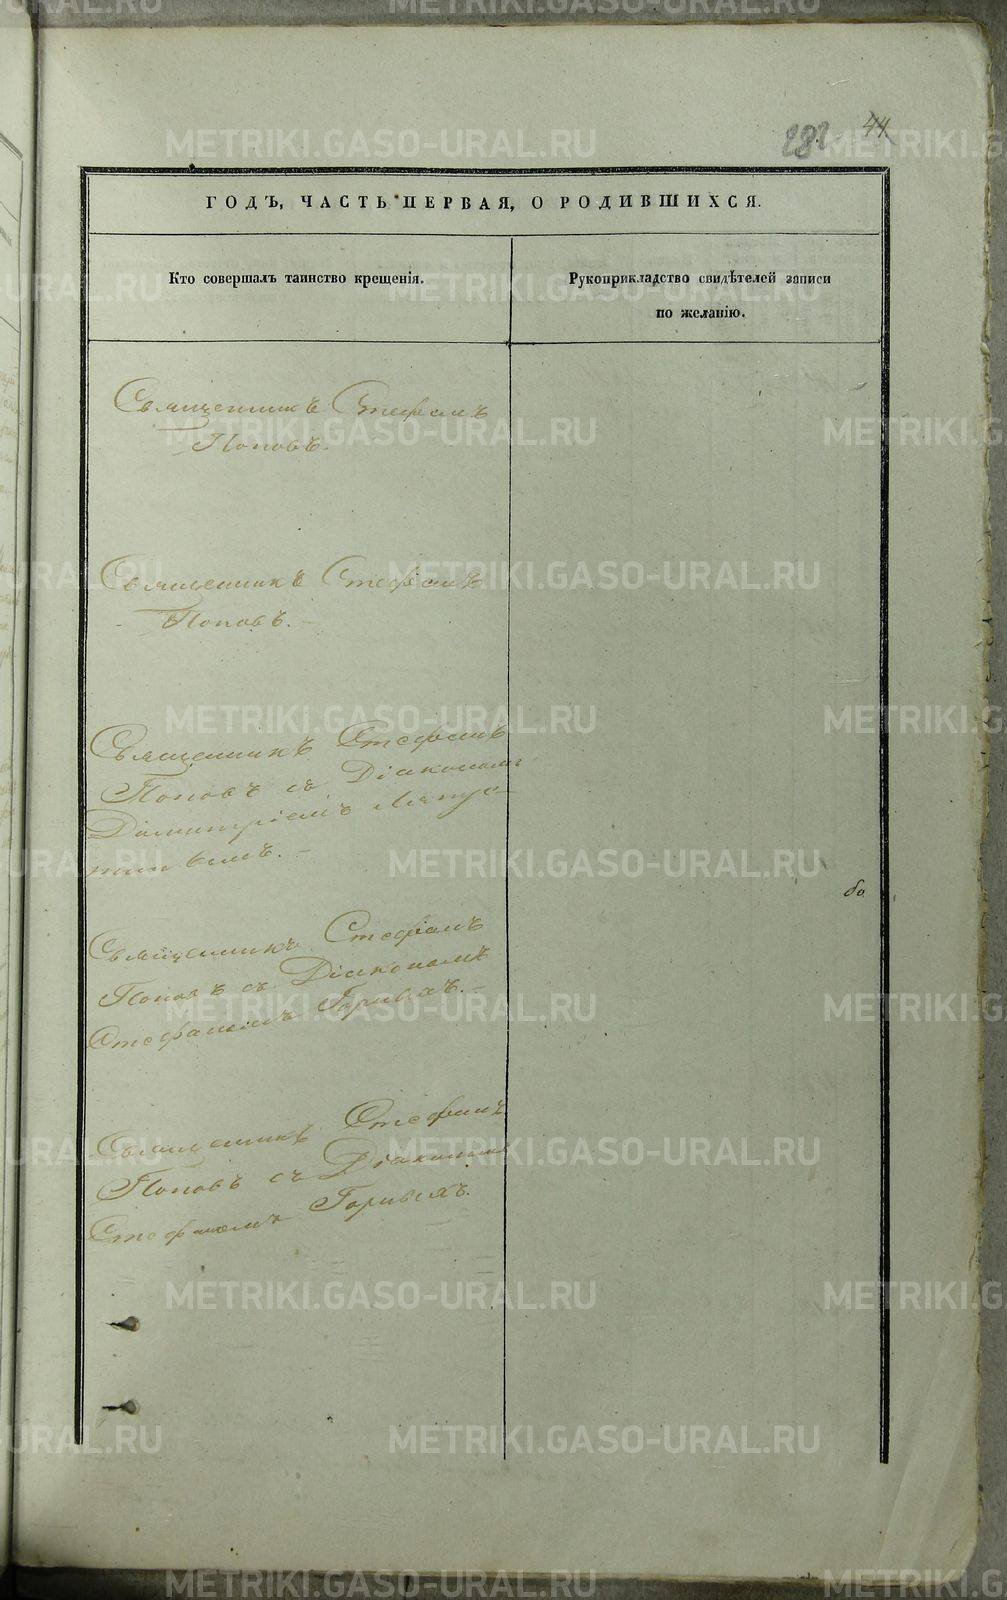 282 44.
ГОДЪ, ЧАСТЬ ПЕРВАЯ, О РОДИВШИХСЯ.
Кто совершалъ таинство крещенія.
Рукоприкладство свидѣтелей записи
по желанію.
Священникъ Стефанъ
Поповъ.
Священникъ Стефанъ
Поповъ.
Священникъ Стефанъ
Поповъ съ Діакономъ
Димитріемъ
Священникъ Стефанъ
Поповъ съ Діакономъ
Стефаномъ
Священникъ Стефанъ
Поповъ съ Діакономъ
Стефаномъ
METRIKI.GASO-URAL.RU